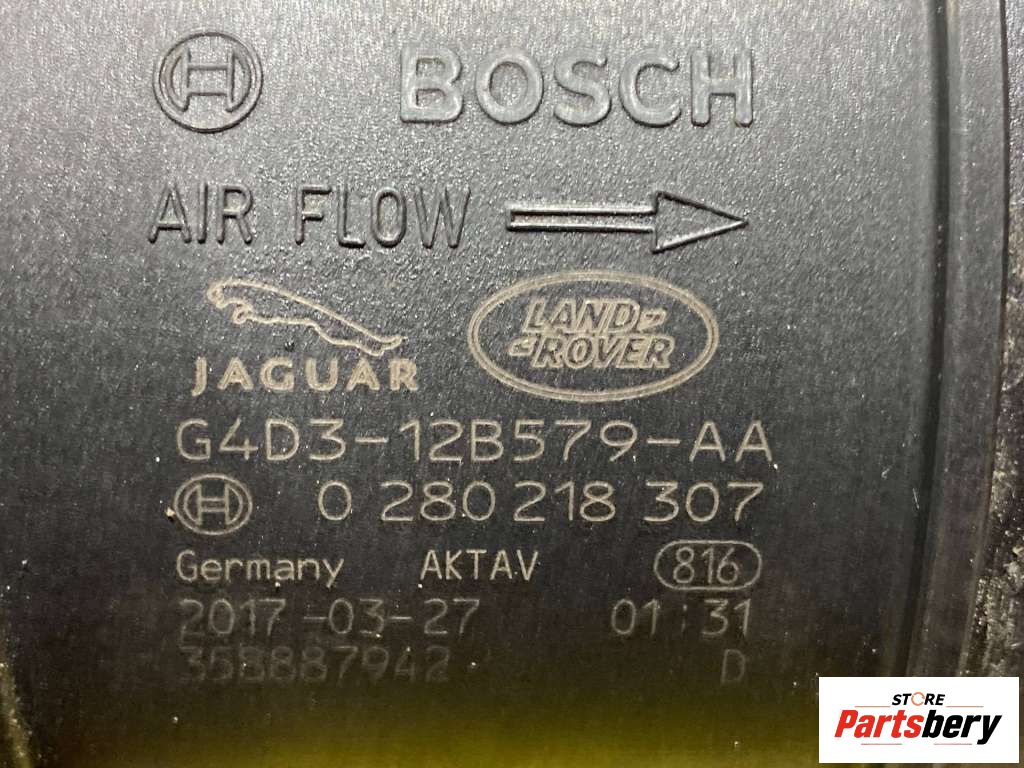 BOSCH
AIR FLOW
JAGUAR
LAND
ROVER
G4D3-12B579-AA
0 280 218 307
Germany AKTAV 816
2017-03-27 01:31
353887942 D
STORE
Partsbery